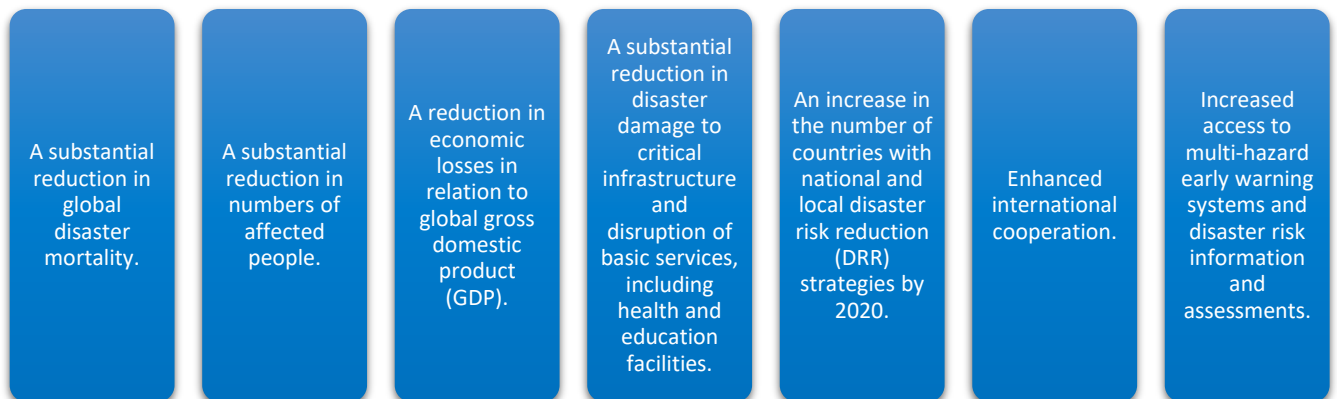 A substantial
reduction in
global
disaster
mortality.
A substantial
reduction in
numbers of
affected
people.
A reduction in
economic
losses in
relation to
global gross
domestic
product
(GDP).
A substantial
reduction in
disaster
damage to
critical
infrastructure
and
disruption of
basic services,
including
health and
education
facilities.
An increase in
the number of
countries with
national and
local disaster
risk reduction
(DRR)
strategies by
2020.
Enhanced
international
cooperation.
Increased
access to
multi-hazard
early warning
systems and
disaster risk
information
and
assessments.